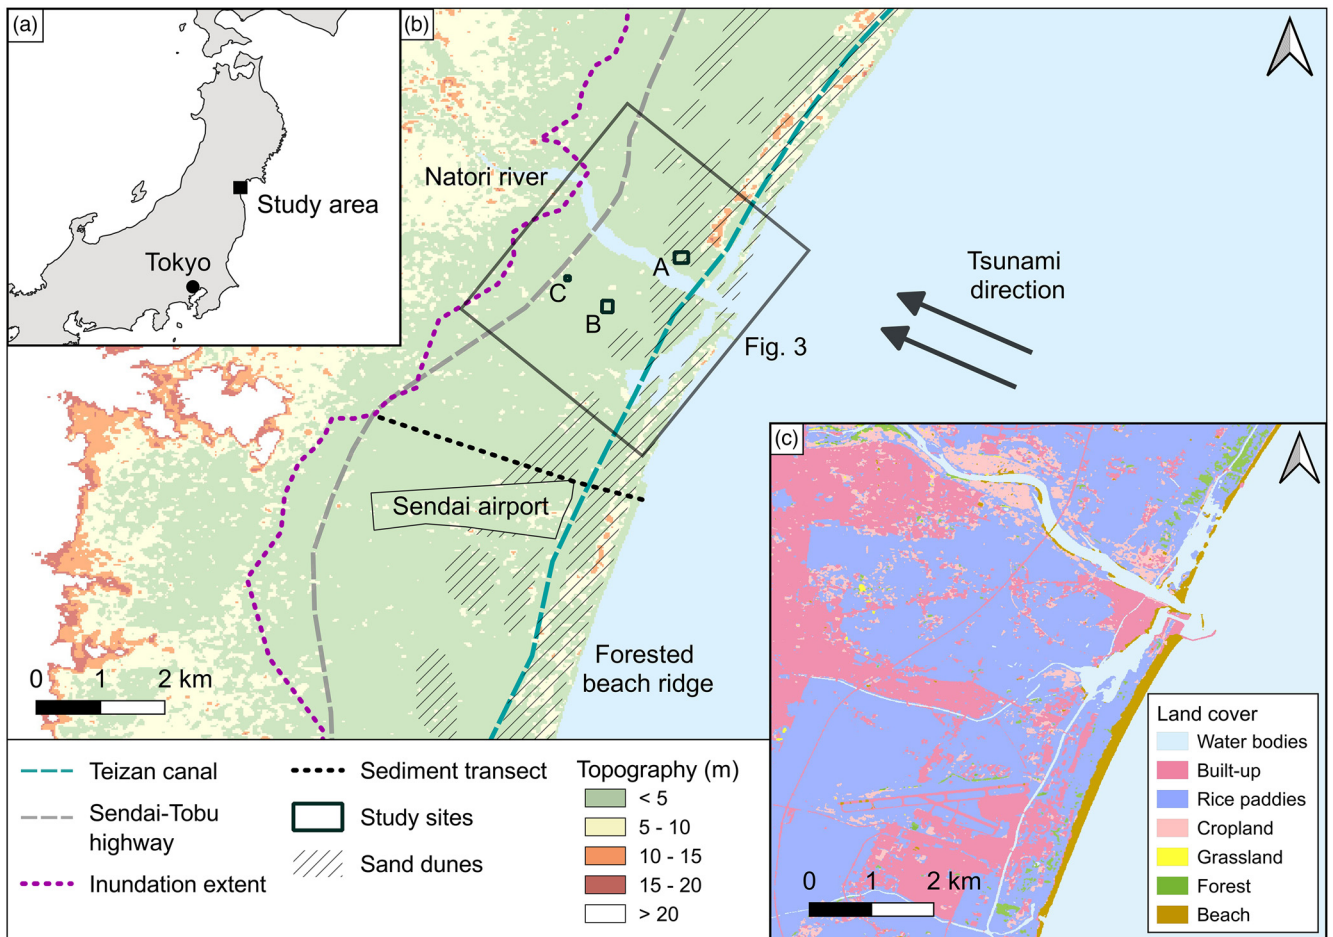 (a)
Study area
Tokyo
(b)
Natori river
A
C
B
Tsunami
direction
Fig. 3
Sendai airport
Forested
beach ridge
0 1 2 km
Teizan canal
Sendai-Tobu
highway
Inundation extent
Sediment transect
Study sites
Sand dunes
Topography (m)
< 5
5 - 10
10 - 15
15 - 20
> 20
(c)
0 1 2 km
Land cover
Water bodies
Built-up
Rice paddies
Cropland
Grassland
Forest
Beach